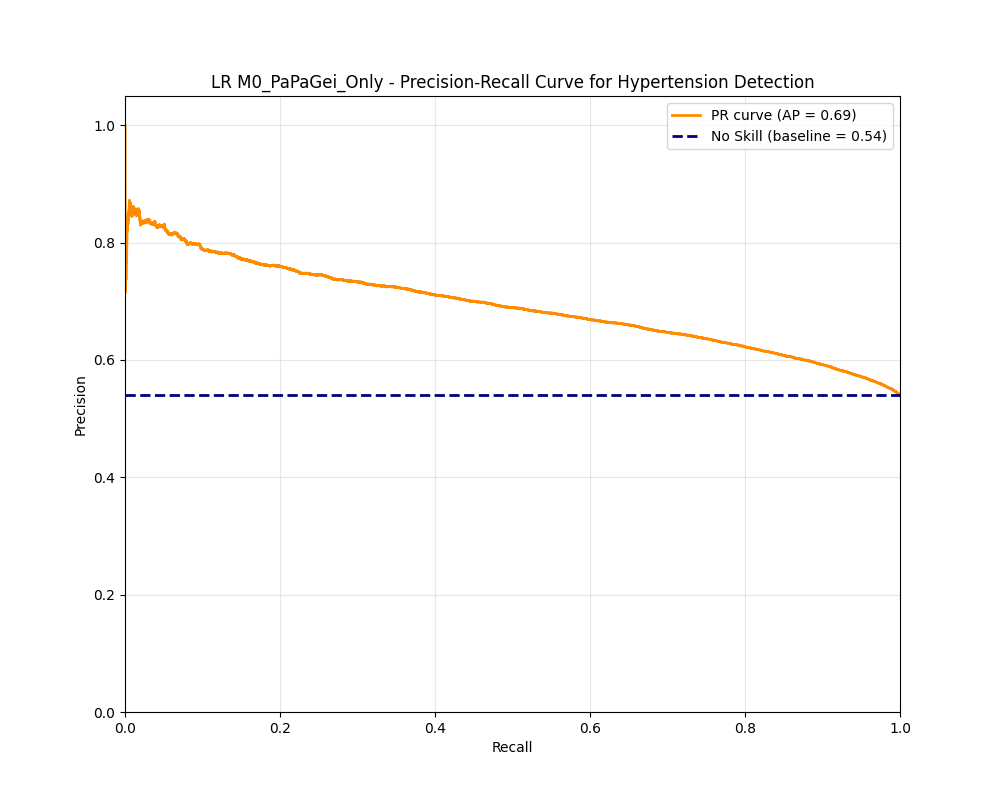 LR M0_PaPaGei_Only - Precision-Recall Curve for Hypertension Detection
PR curve (AP = 0.69)
No Skill (baseline = 0.54)
1.0
0.8
0.6
0.4
0.2
0.0
Precision
0.0 0.2 0.4 0.6 0.8 1.0
Recall